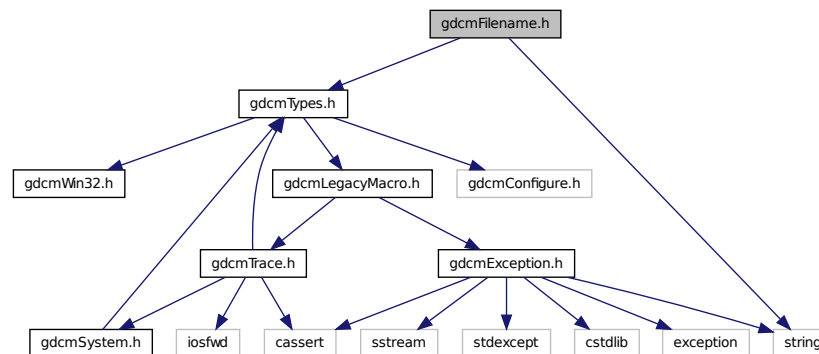 gdcmFilename.h
gdcmTypes.h
gdcmWin32.h
gdcmLegacyMacro.h
gdcmConfigure.h
gdcmTrace.h
gdcmException.h
gdcmSystem.h
iosfwd
cassert
sstream
stdexcept
cstdlib
exception
string